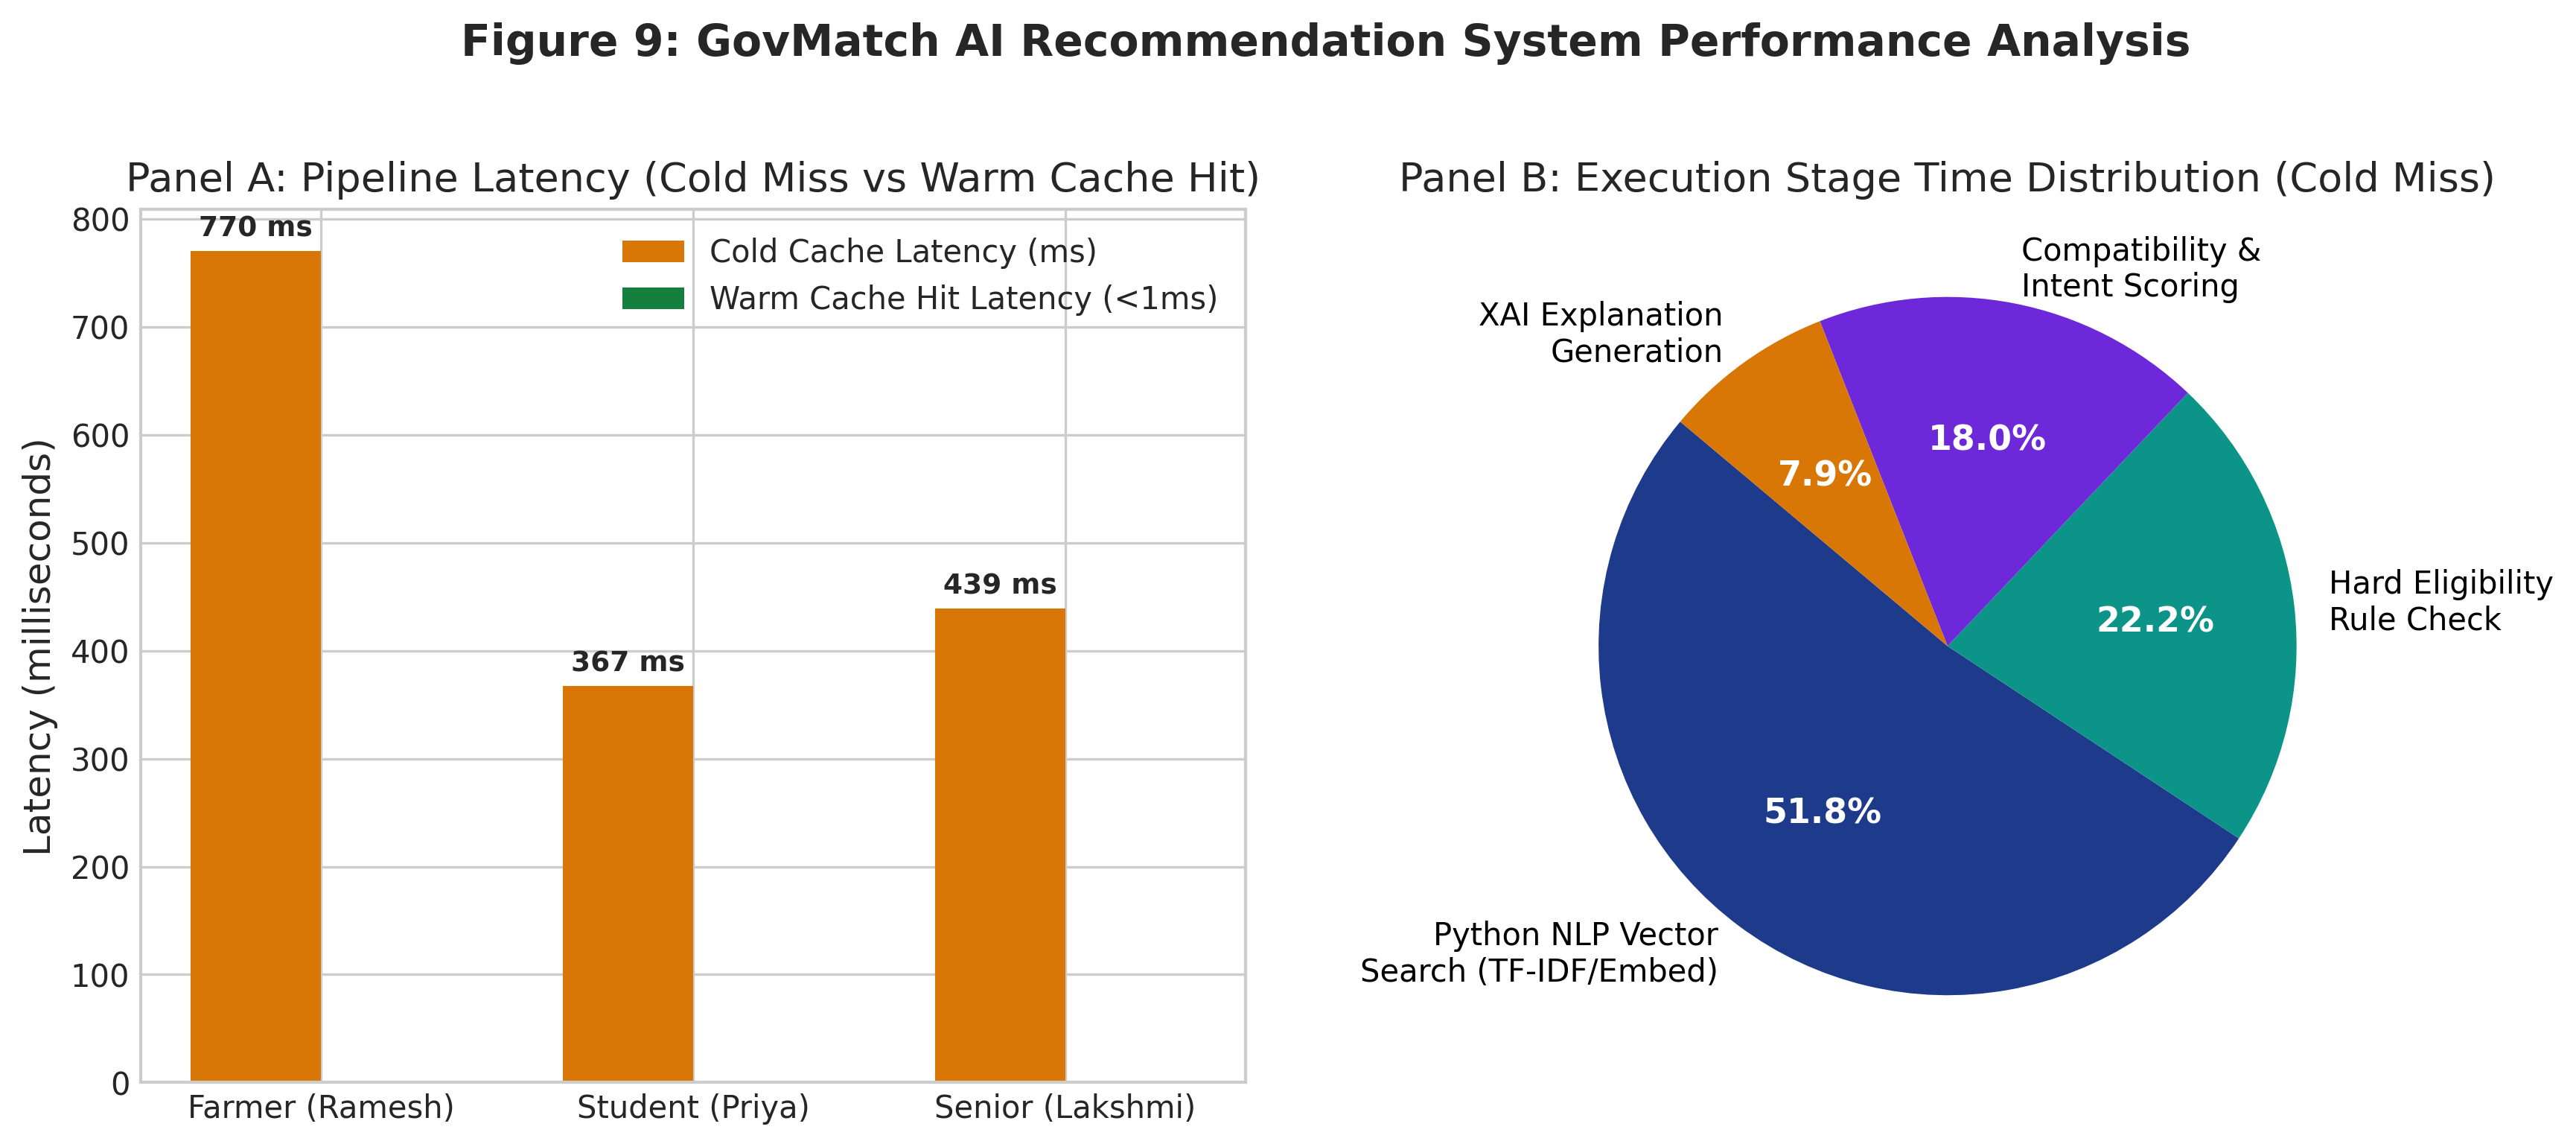 Figure 9: GovMatch AI Recommendation System Performance Analysis
Panel A: Pipeline Latency (Cold Miss vs Warm Cache Hit)
Latency (milliseconds)
800
700
600
500
400
300
200
100
0
770 ms
367 ms
439 ms
Cold Cache Latency (ms)
Warm Cache Hit Latency (<1ms)
Farmer (Ramesh)
Student (Priya)
Senior (Lakshmi)
Panel B: Execution Stage Time Distribution (Cold Miss)
Compatibility &
Intent Scoring
XAI Explanation
Generation
18.0%
7.9%
Hard Eligibility
Rule Check
22.2%
51.8%
Python NLP Vector
Search (TF-IDF/Embed)